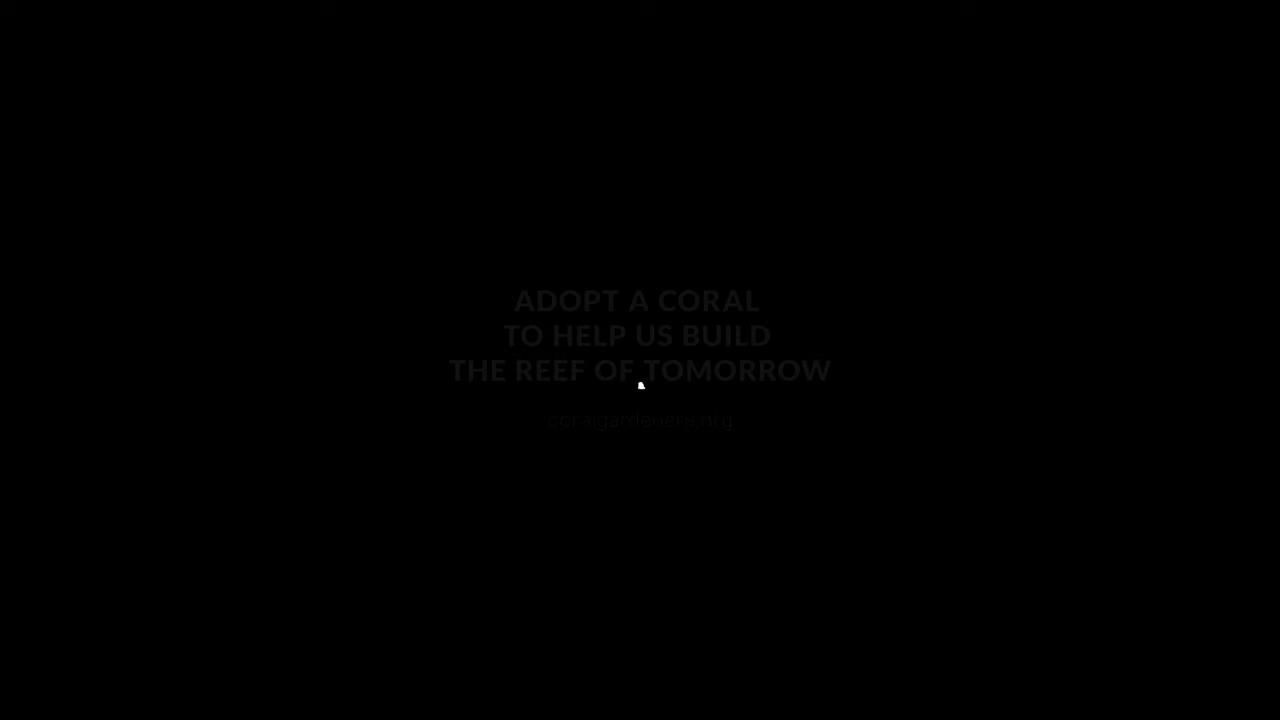 ADOPT A CORAL
TO HELP US BUILD
THE REEF OF TOMORROW
coralgardeners.org